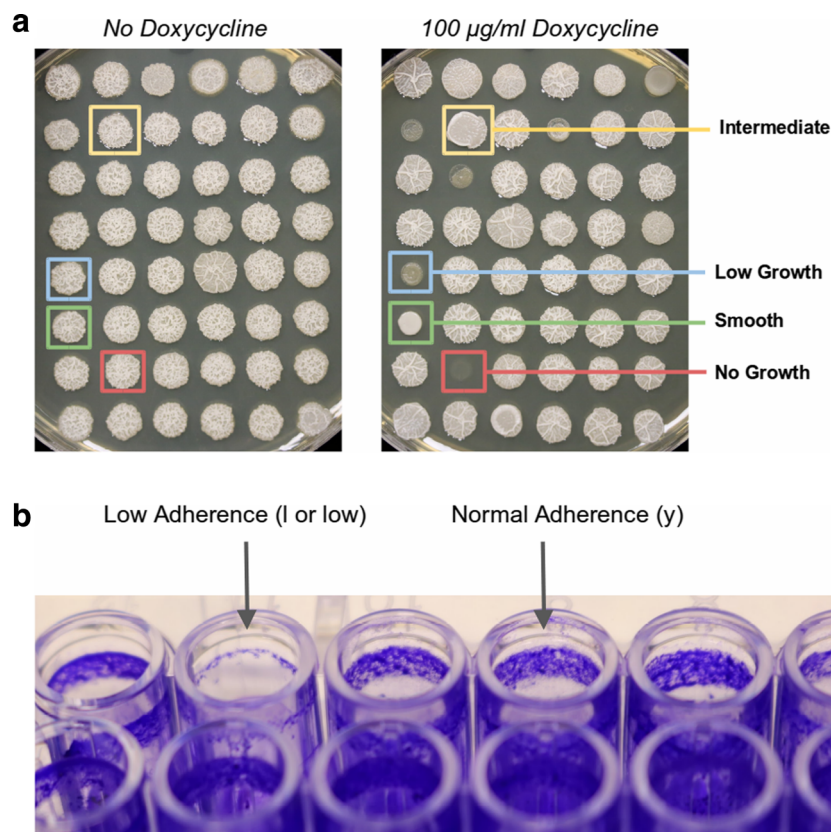 a
No Doxycycline
100 µg/ml Doxycycline
Intermediate
Low Growth
Smooth
No Growth
b
Low Adherence (l or low)
Normal Adherence (y)